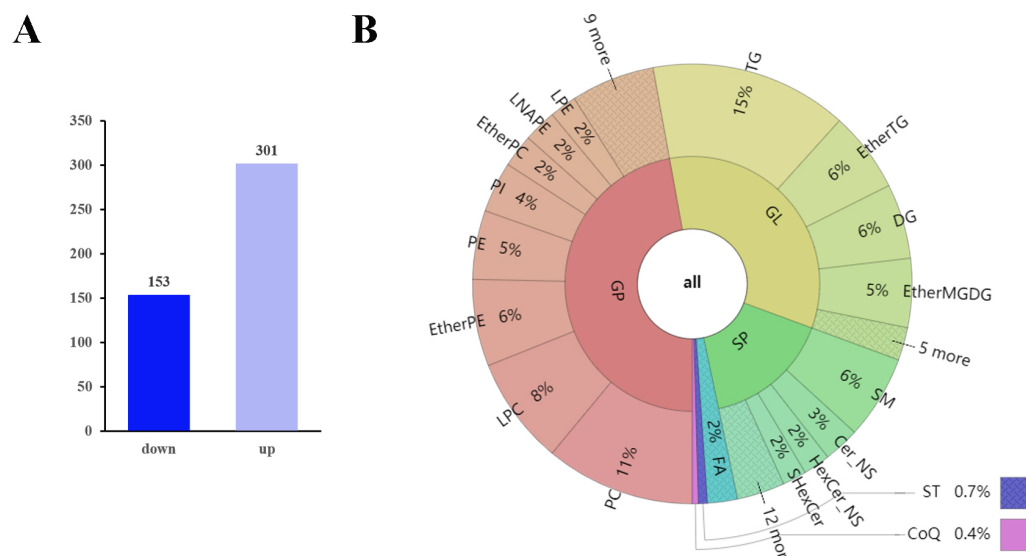 A
B
350
300
250
200
150
100
50
0
153
301
down
up
all
GL
TG
15%
EtherTG
6%
DG
6%
EtherMGDG
5%
5 more
SP
SM
6%
Cer_NS
3%
HexCer_NS
2%
SHexCer
2%
12 mor
FA
2%
ST 0.7%
CoQ 0.4%
GP
PC
11%
LPC
8%
EtherPE
6%
PE
5%
PI
4%
EtherPC
2%
LNAPE
2%
LPE
2%
9 more